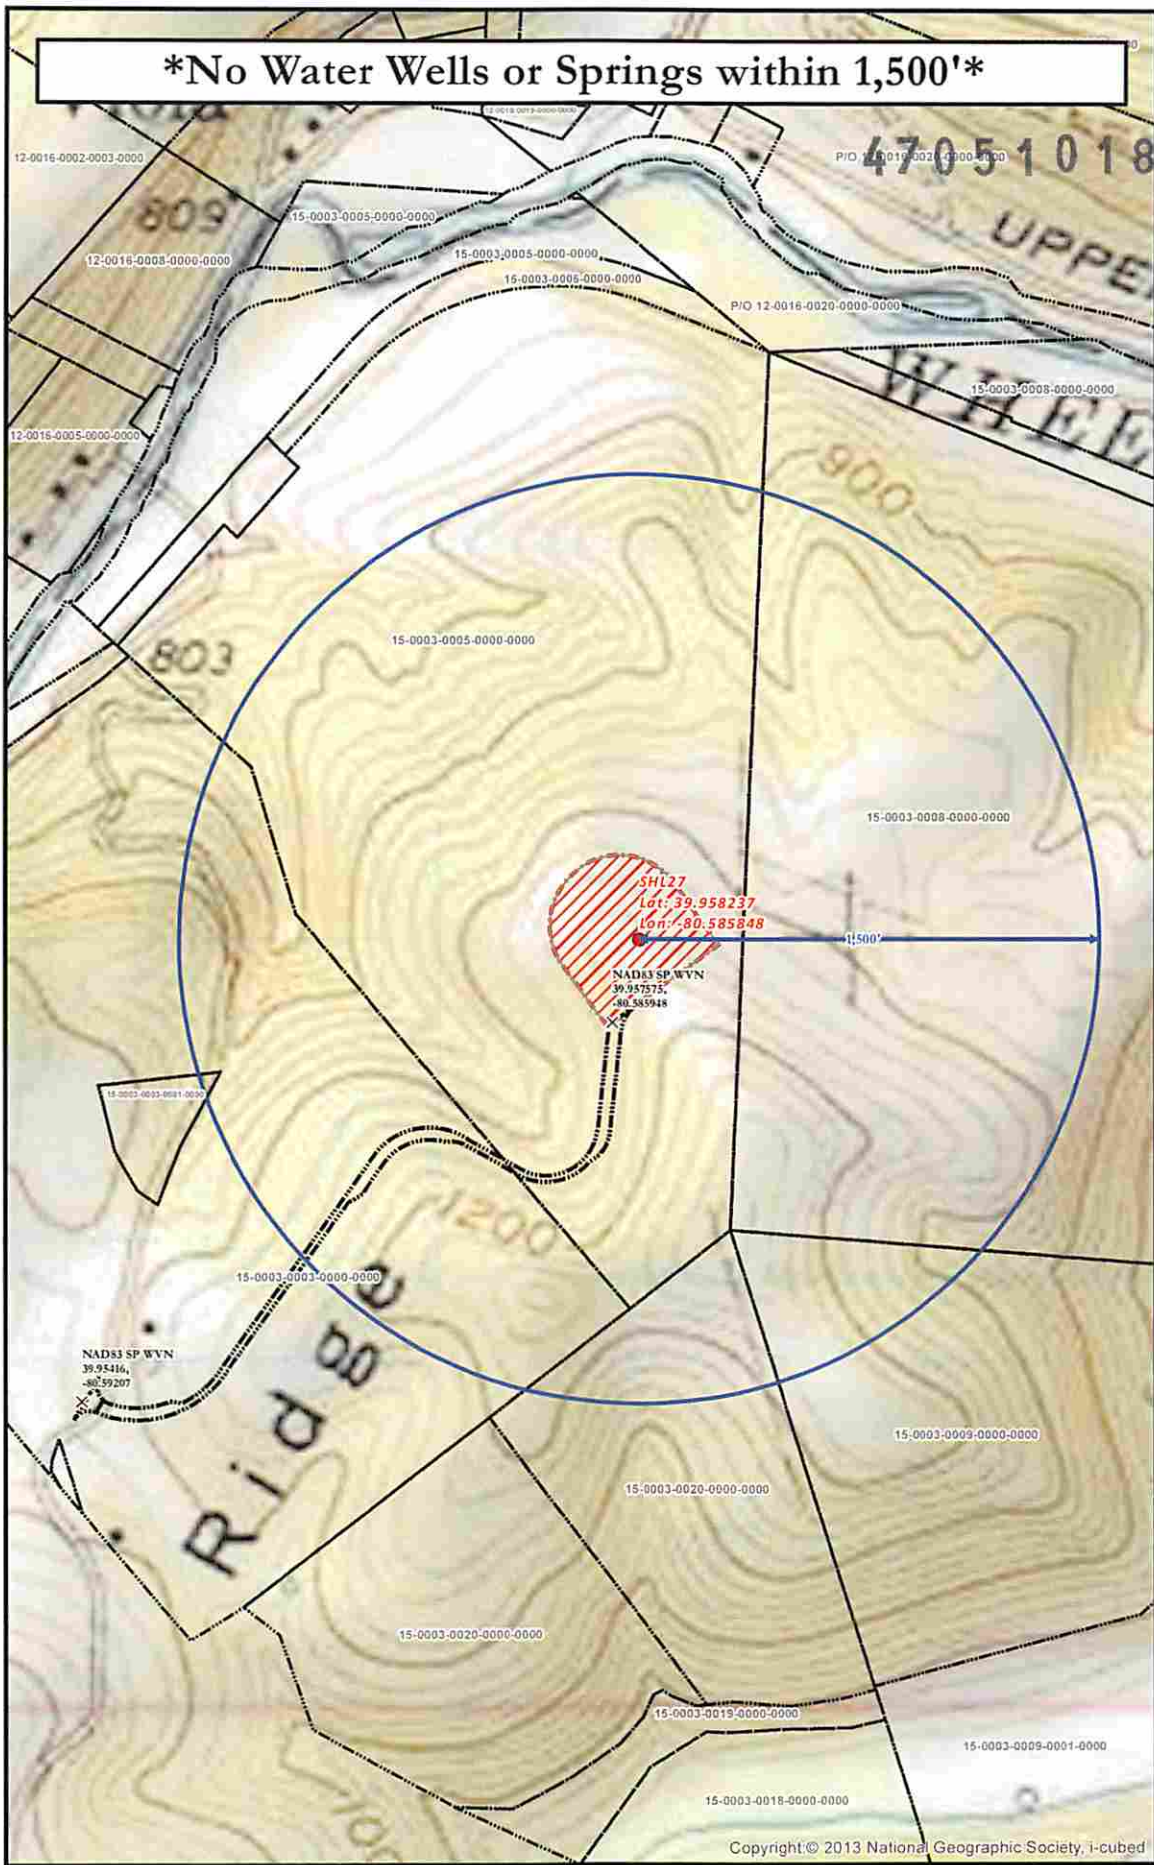 *No Water Wells or Springs within 1,500'*
12-0016-0002-0003-0000
47051018
809
15-0003-0005-0000-0000
12-0016-0008-0000-0000
UPPE
15-0003-0005-0000-0000
15-0003-0005-0000-0000
P/O 12-0016-0020-0000-0000
15-0003-0008-0000-0000
WHEE
12-0016-0005-0000-0000
900
15-0003-0005-0000-0000
803
15-0003-0008-0000-0000
SHL27
Lat: 39.958237
Lon: -80.585848
1,500'
NAD83 SP WVN
39.957575,
-80.585948
15-0003-0003-0001-0000
1200
15-0003-0003-0000-0000
Ridge
NAD83 SP WVN
39.95416,
-80.59207
15-0003-0009-0000-0000
15-0003-0020-0000-0000
15-0003-0020-0000-0000
15-0003-0019-0000-0000
15-0003-0009-0001-0000
15-0003-0018-0000-0000
Copyright:© 2013 National Geographic Society, i-cubed